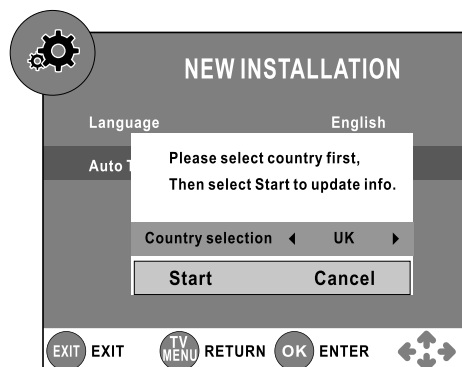 NEW INSTALLATION
Language English
Auto T
Please select country first,
Then select Start to update info.
Country selection UK
Start Cancel
EXIT EXIT TV MENU RETURN OK ENTER